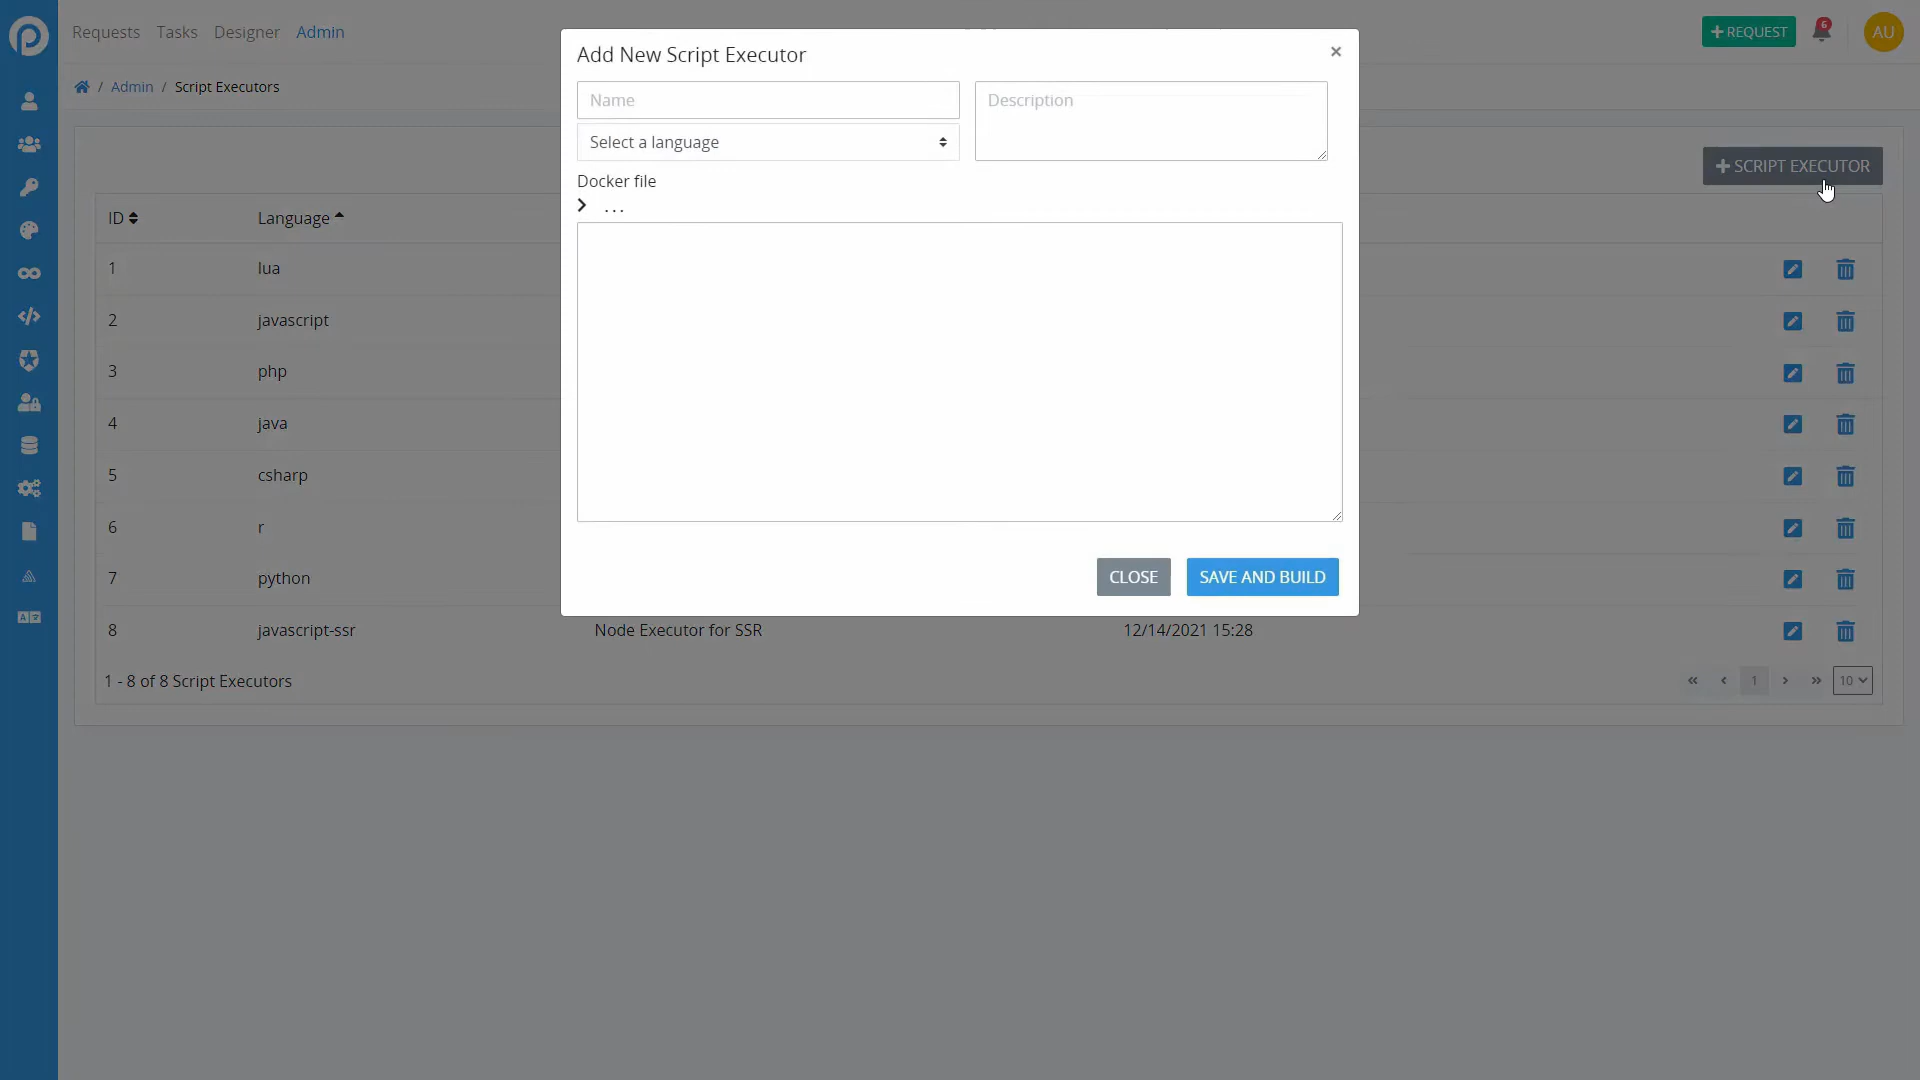 Requests Tasks Designer Admin
+ REQUEST 6 AU
/ Admin / Script Executors
Add New Script Executor ×
Name
Description
Select a language
Docker file
...
CLOSE SAVE AND BUILD
+ SCRIPT EXECUTOR
ID Language
1 lua
2 javascript
3 php
4 java
5 csharp
6 r
7 python
8 javascript-ssr Node Executor for SSR 12/14/2021 15:28
1 - 8 of 8 Script Executors
« ‹ 1 › » 10